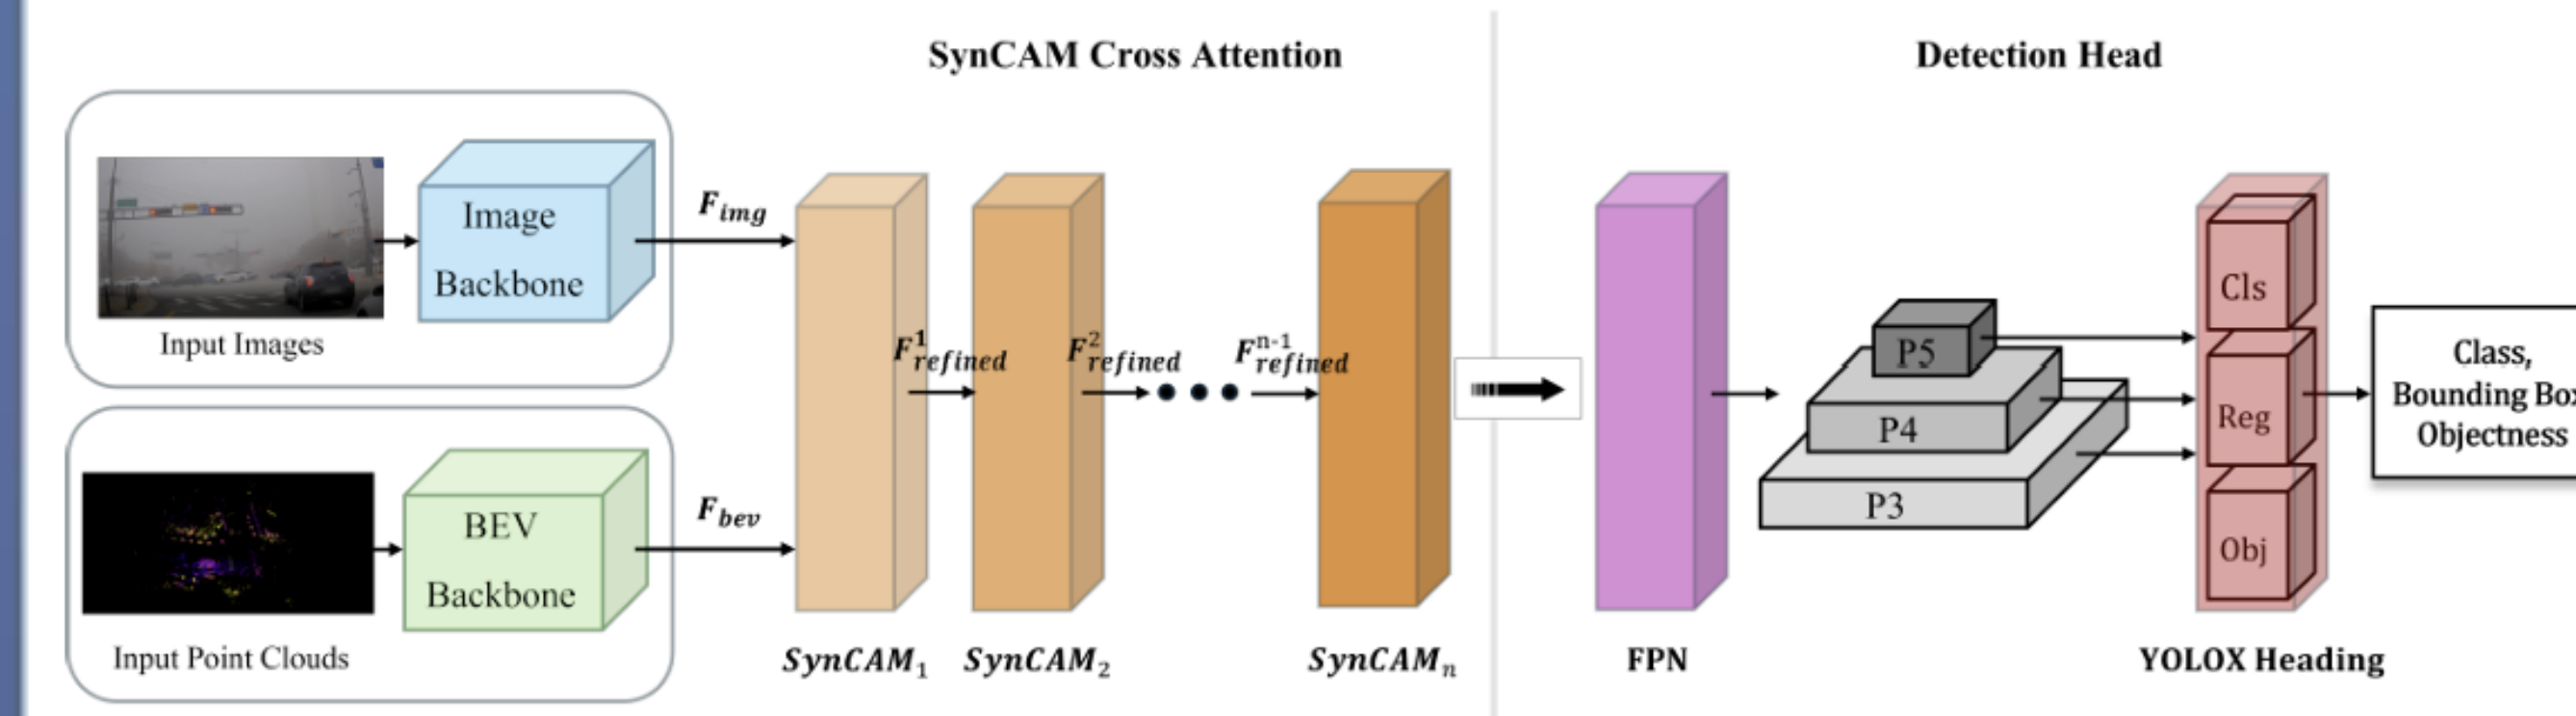 SynCAM Cross Attention
Detection Head
Image
Backbone
Input Images
F_img
BEV
Backbone
Input Point Clouds
F_bev
F^1_refined
F^2_refined
F^n-1_refined
SynCAM_1
SynCAM_2
SynCAM_n
FPN
P5
P4
P3
Cls
Reg
Obj
YOLOX Heading
Class,
Bounding
Objectness